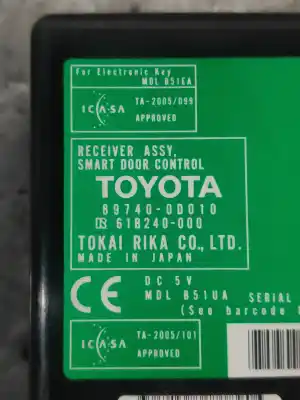 For Electronic Key
MDL B51EA
ICASA
TA-2005/099
APPROVED
RECEIVER ASSY,
SMART DOOR CONTROL
TOYOTA
89740-0D010
618240-000
TOKAI RIKA CO., LTD.
MADE IN JAPAN
CE
DC 5V
MDL B51UA SERIAL
(See barcode
ICASA
TA-2005/101
APPROVED